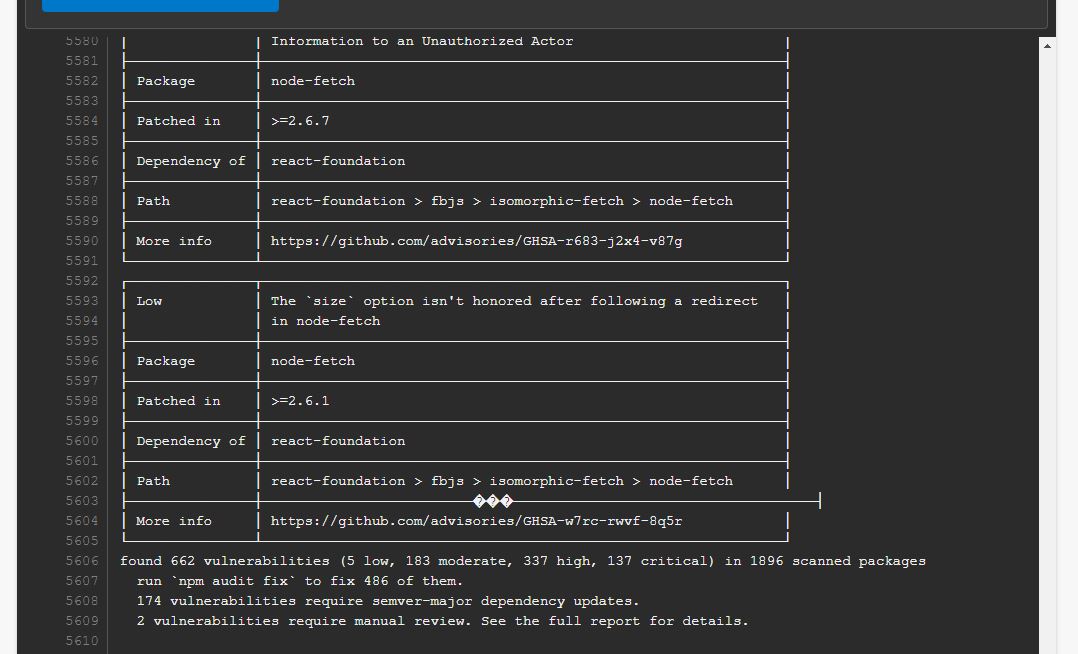 5580 │ │ Information to an Unauthorized Actor │
5581 ├───────────────┼──────────────────────────────────────────────────────────────┤
5582 │ Package │ node-fetch │
5583 ├───────────────┼──────────────────────────────────────────────────────────────┤
5584 │ Patched in │ >=2.6.7 │
5585 ├───────────────┼──────────────────────────────────────────────────────────────┤
5586 │ Dependency of │ react-foundation │
5587 ├───────────────┼──────────────────────────────────────────────────────────────┤
5588 │ Path │ react-foundation > fbjs > isomorphic-fetch > node-fetch │
5589 ├───────────────┼──────────────────────────────────────────────────────────────┤
5590 │ More info │ https://github.com/advisories/GHSA-r683-j2x4-v87g │
5591 └───────────────┴──────────────────────────────────────────────────────────────┘
5592 ┌───────────────┬──────────────────────────────────────────────────────────────┐
5593 │ Low │ The `size` option isn't honored after following a redirect │
5594 │ │ in node-fetch │
5595 ├───────────────┼──────────────────────────────────────────────────────────────┤
5596 │ Package │ node-fetch │
5597 ├───────────────┼──────────────────────────────────────────────────────────────┤
5598 │ Patched in │ >=2.6.1 │
5599 ├───────────────┼──────────────────────────────────────────────────────────────┤
5600 │ Dependency of │ react-foundation │
5601 ├───────────────┼──────────────────────────────────────────────────────────────┤
5602 │ Path │ react-foundation > fbjs > isomorphic-fetch > node-fetch │
5603 ├───────────────┼─────────────────────────���────────────────────────────────────┤
5604 │ More info │ https://github.com/advisories/GHSA-w7rc-rwvf-8q5r │
5605 └───────────────┴──────────────────────────────────────────────────────────────┘
5606 found 662 vulnerabilities (5 low, 183 moderate, 337 high, 137 critical) in 1896 scanned packages
5607 run `npm audit fix` to fix 486 of them.
5608 174 vulnerabilities require semver-major dependency updates.
5609 2 vulnerabilities require manual review. See the full report for details.
5610